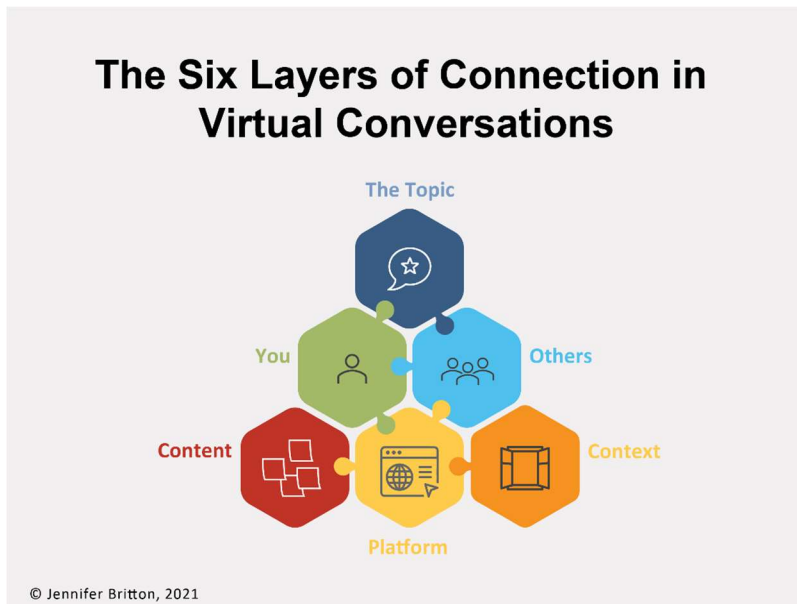 The Six Layers of Connection in
Virtual Conversations
The Topic
You
Others
Content
Context
Platform
© Jennifer Britton, 2021